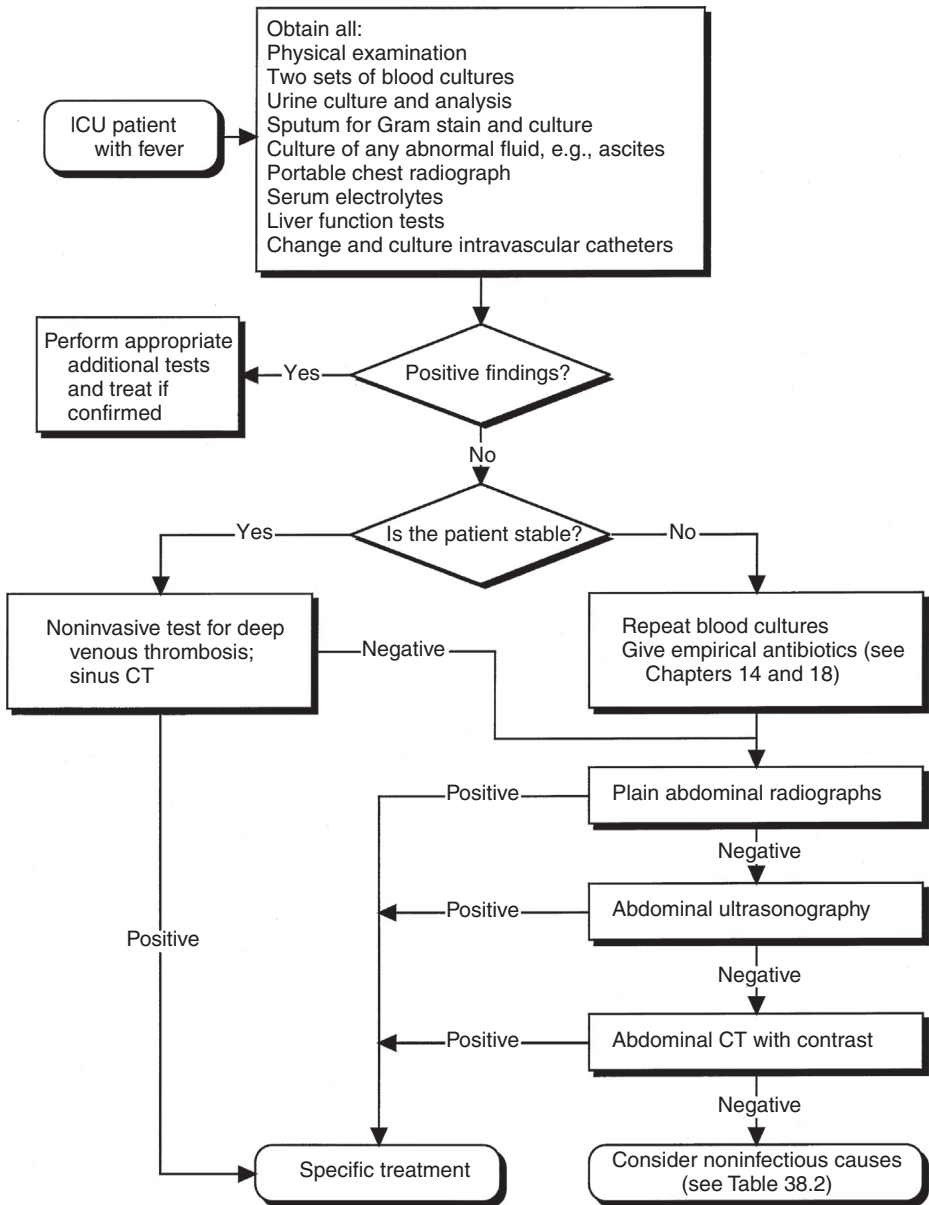 Obtain all:
Physical examination
Two sets of blood cultures
Urine culture and analysis
Sputum for Gram stain and culture
Culture of any abnormal fluid, e.g., ascites
Portable chest radiograph
Serum electrolytes
Liver function tests
Change and culture intravascular catheters
ICU patient
with fever
Positive findings?
Yes
Perform appropriate
additional tests
and treat if
confirmed
No
Is the patient stable?
Yes
No
Noninvasive test for deep
venous thrombosis;
sinus CT
Negative
Repeat blood cultures
Give empirical antibiotics (see
Chapters 14 and 18)
Positive
Plain abdominal radiographs
Negative
Positive
Abdominal ultrasonography
Positive
Negative
Positive
Abdominal CT with contrast
Negative
Specific treatment
Consider noninfectious causes
(see Table 38.2)